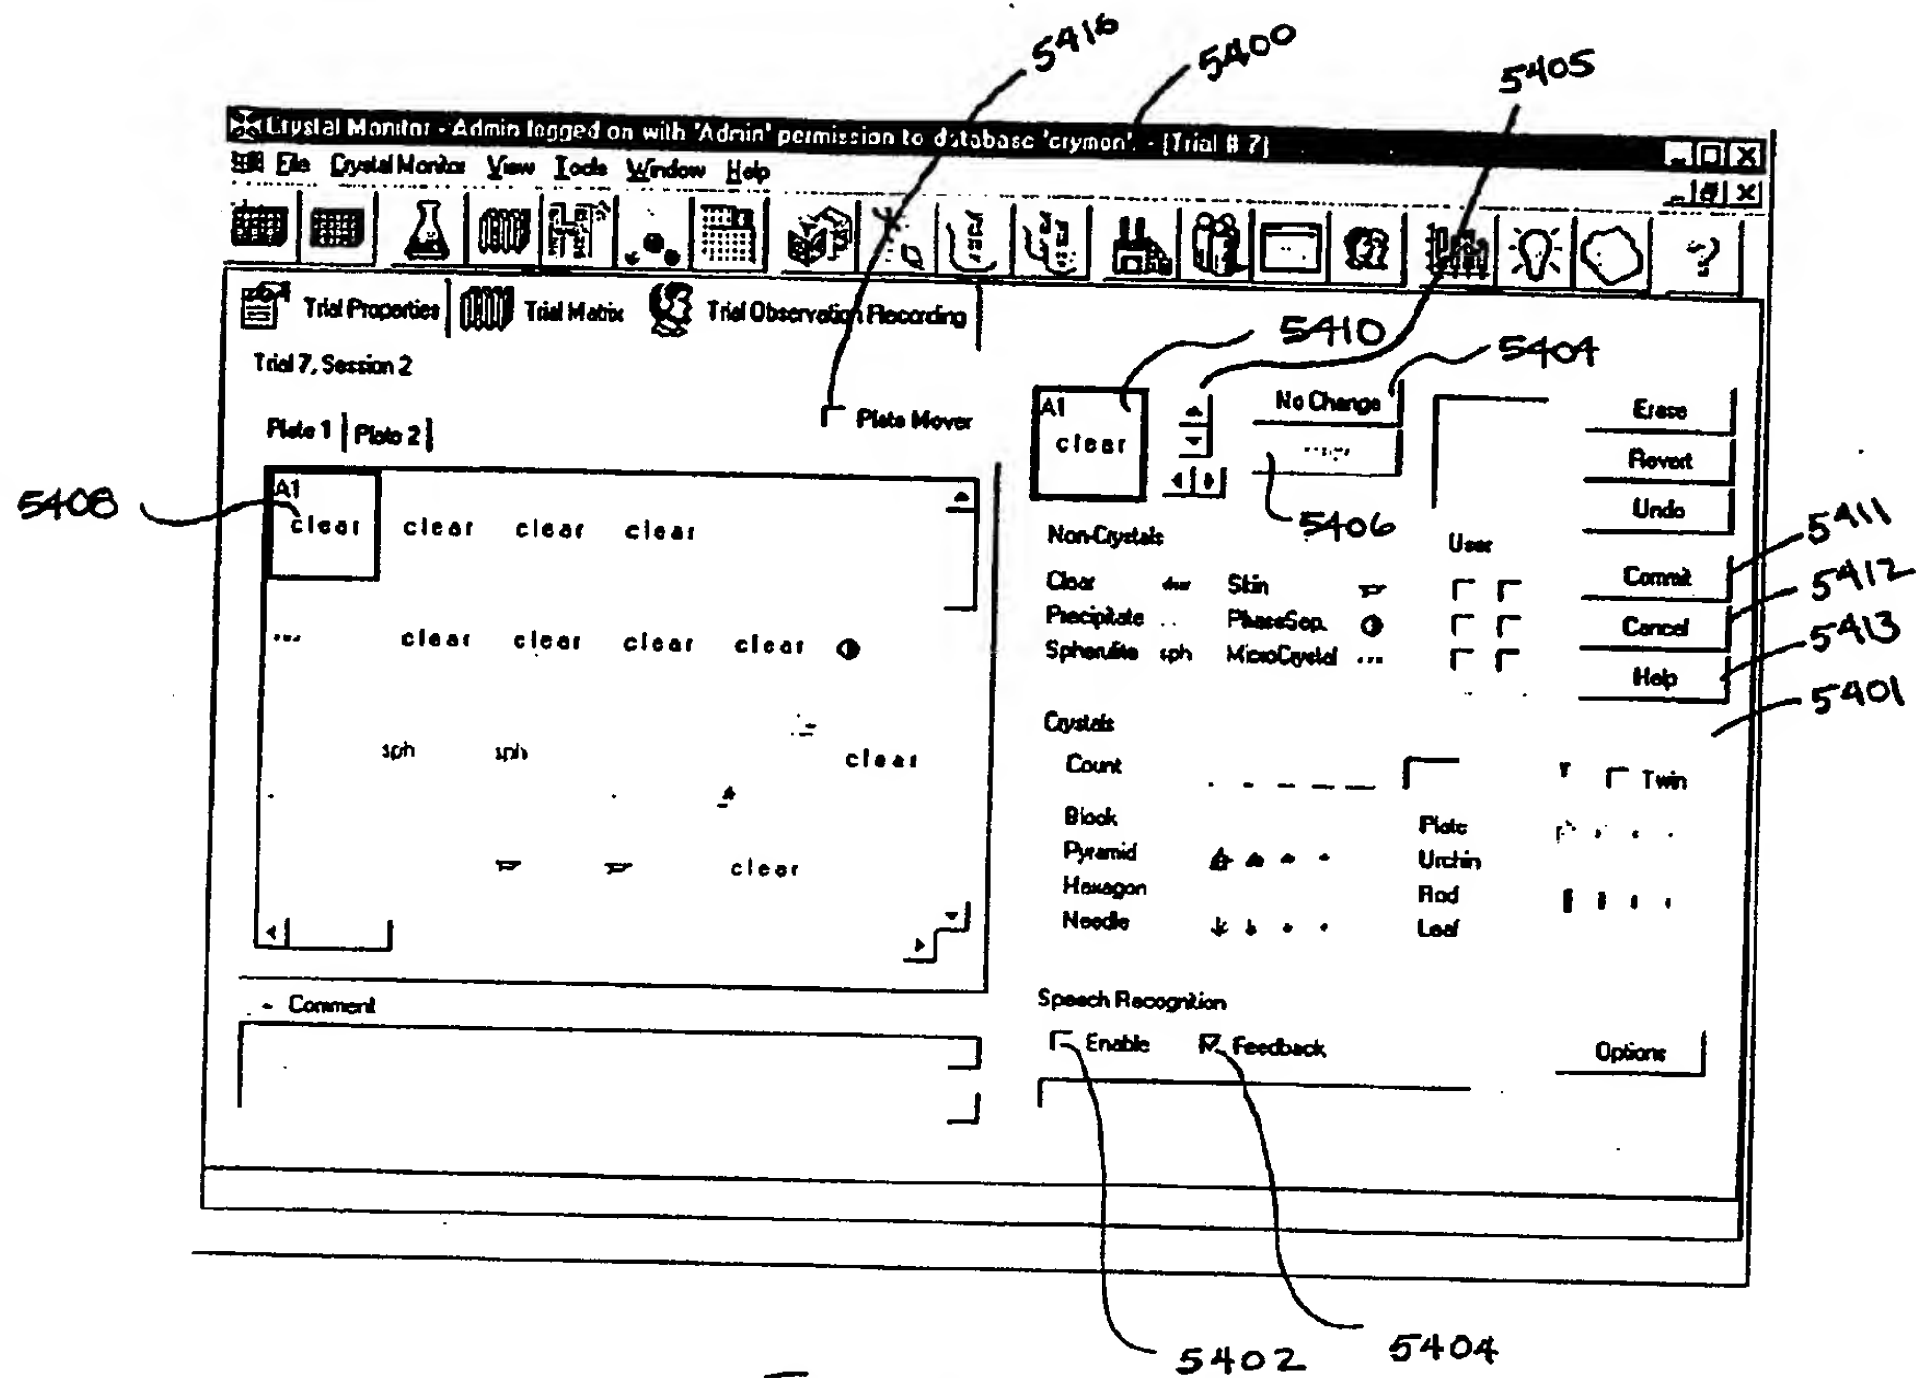 5416
5400
5405
Crystal Monitor - Admin logged on with 'Admin' permission to database 'crymon'. - [Trial # 7]
File Crystal Monitor View Tools Window Help
Trial Properties Trial Matrix Trial Observation Recording
5410
5404
Trial 7, Session 2
Plate Mover
A1
clear
No Change
Erase
Plate 1 Plate 2
Revert
5408
A1
clear clear clear clear
Undo
5406
5411
Non-Crystals User
Clear clear Skin Commit
5412
Precipitate PhaseSep. Cancel
5413
Spherulite sph MicroCrystal Help
5401
clear clear clear clear
Crystals
sph sph clear
Count Twin
Block Plate
Pyramid Urchin
Hexagon Rod
Needle Leaf
clear
Comment
Speech Recognition
Enable Feedback Options
5402
5404